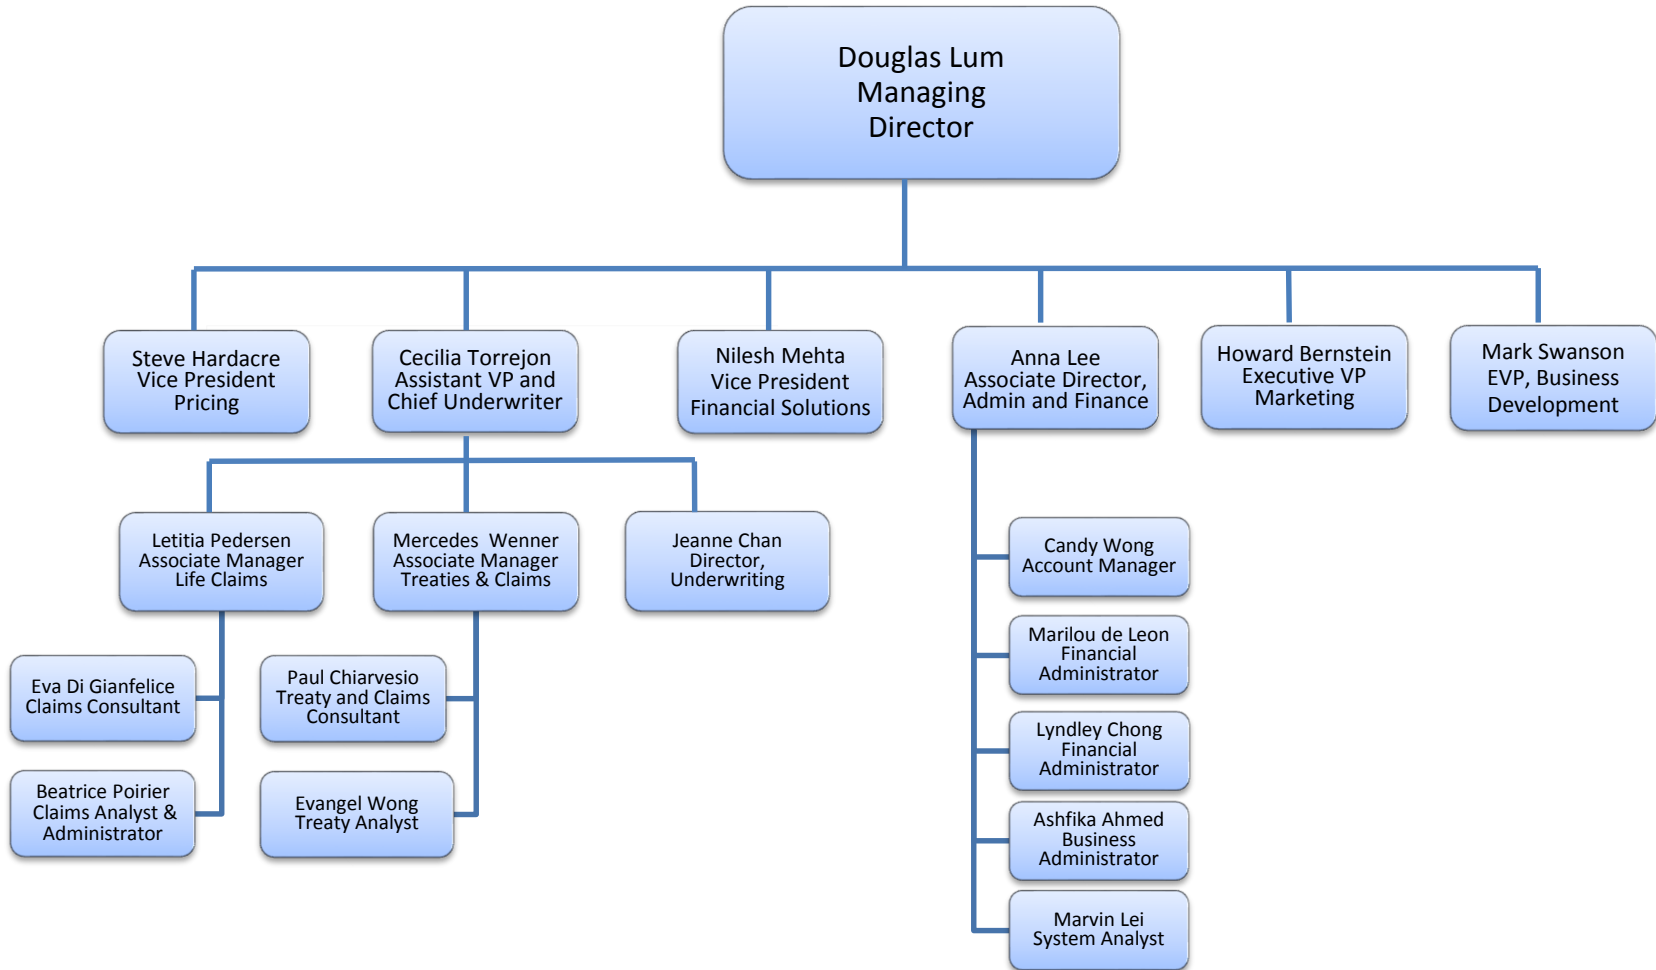 Douglas Lum
Managing
Director
Steve Hardacre
Vice President
Pricing
Cecilia Torrejon
Assistant VP and
Chief Underwriter
Nilesh Mehta
Vice President
Financial Solutions
Anna Lee
Associate Director,
Admin and Finance
Howard Bernstein
Executive VP
Marketing
Mark Swanson
EVP, Business
Development
Letitia Pedersen
Associate Manager
Life Claims
Mercedes  Wenner
Associate Manager
Treaties & Claims
Jeanne Chan
Director,
Underwriting
Eva Di Gianfelice
Claims Consultant
Beatrice Poirier
Claims Analyst &
Administrator
Paul Chiarvesio
Treaty and Claims
Consultant
Evangel Wong
Treaty Analyst
Candy Wong
Account Manager
Marilou de Leon
Financial
Administrator
Lyndley Chong
Financial
Administrator
Ashfika Ahmed
Business
Administrator
Marvin Lei
System Analyst